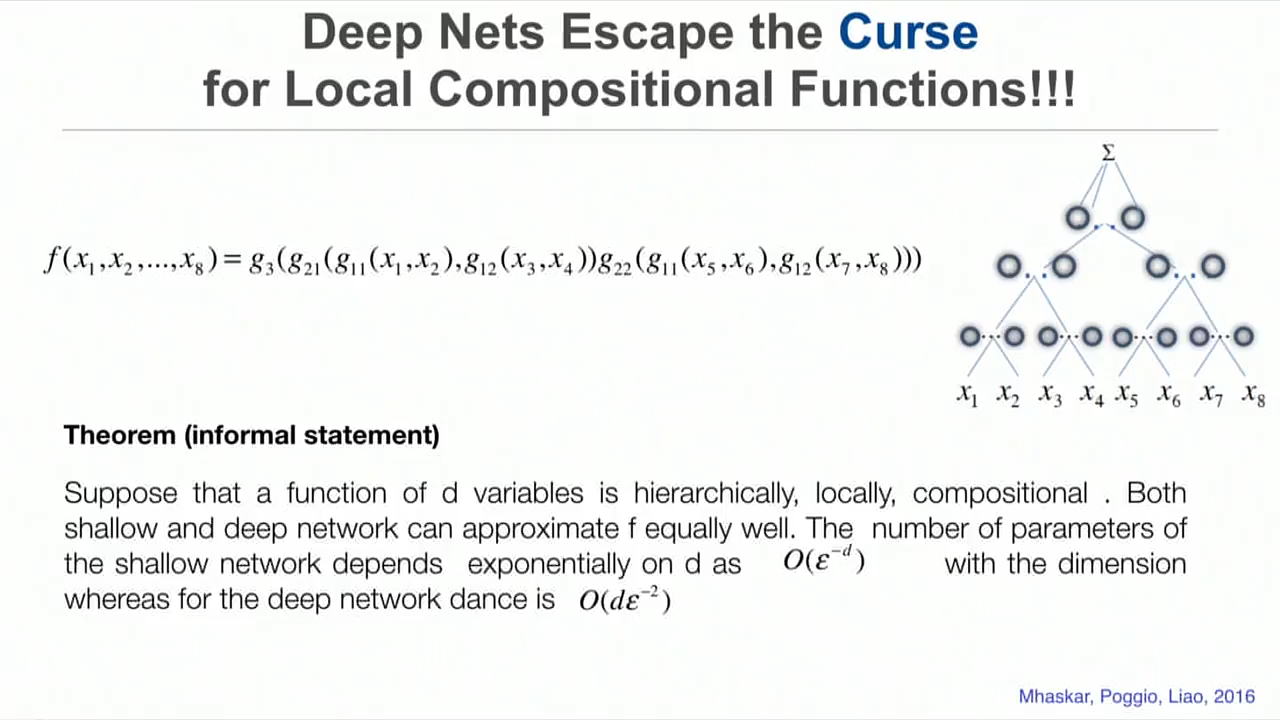 Deep Nets Escape the Curse
for Local Compositional Functions!!!
Σ
f(x₁,x₂,...,x₈) = g₃(g₂₁(g₁₁(x₁,x₂),g₁₂(x₃,x₄))g₂₂(g₁₁(x₅,x₆),g₁₂(x₇,x₈)))
x₁ x₂ x₃ x₄ x₅ x₆ x₇ x₈
Theorem (informal statement)
Suppose that a function of d variables is hierarchically, locally, compositional . Both
shallow and deep network can approximate f equally well. The number of parameters of
the shallow network depends exponentially on d as O(ε⁻ᵈ) with the dimension
whereas for the deep network dance is O(dε⁻²)
Mhaskar, Poggio, Liao, 2016